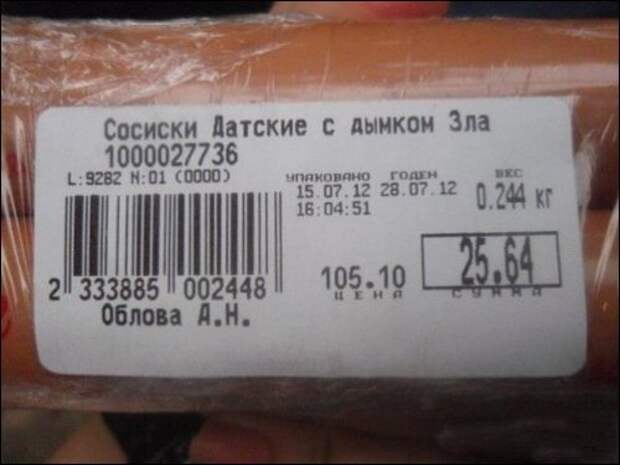 Сосиски Датские с дымком Зла
1000027736
L:9282 N:01 (0000)
УПАКОВАНО ГОДЕН ВЕС
15.07.12 28.07.12 0.244 кг
16:04:51
105.10 25.64
ЦЕНА СУММА
2 333885 002448
Облова А.Н.